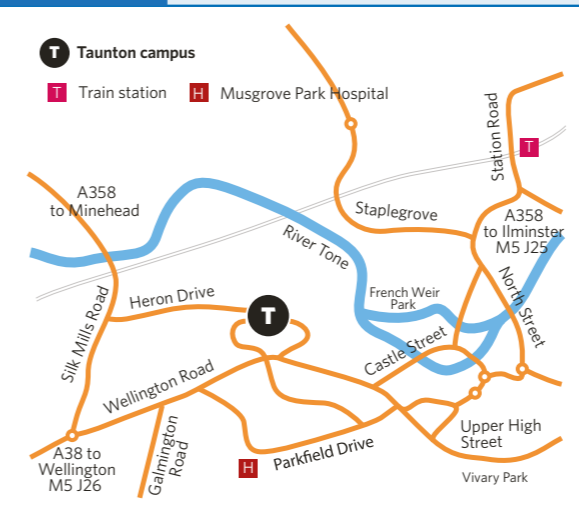 T Taunton campus
T Train station
H Musgrove Park Hospital
Station Road
T
A358
to Minehead
Staplegrove
A358
to Ilminster
M5 J25
River Tone
North Street
French Weir
Park
Heron Drive
T
Silk Mills Road
Castle Street
Wellington Road
Galmington
Road
Upper High
Street
Parkfield Drive
H
A38 to
Wellington
M5 J26
Vivary Park